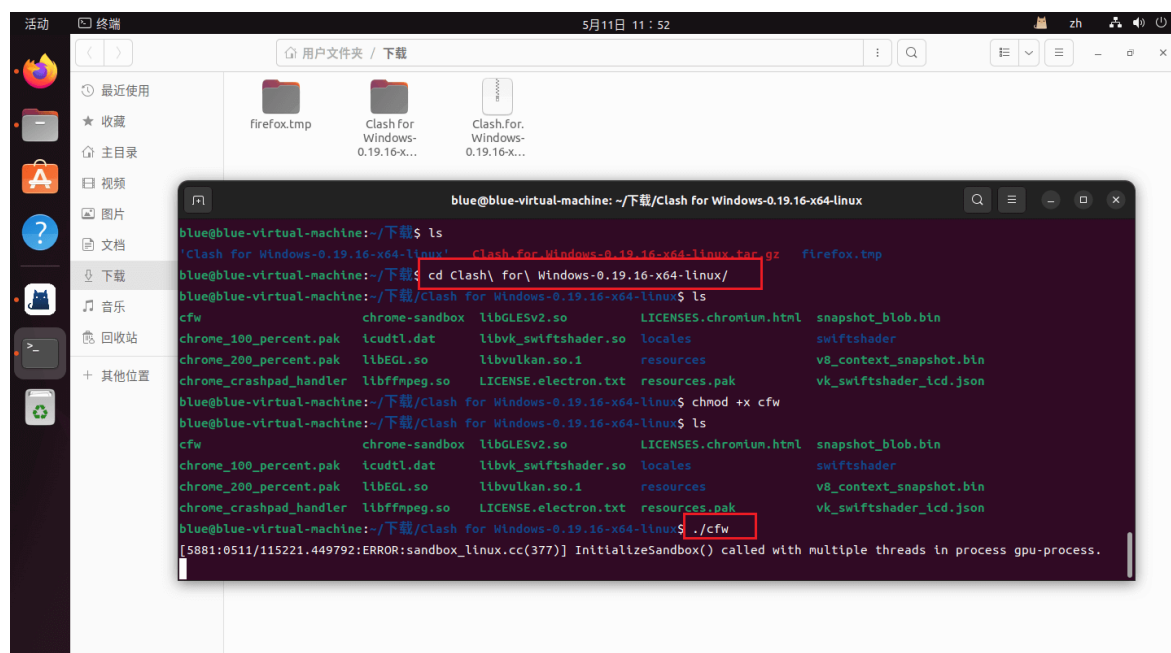 活动 终端 5月11日 11：52 zh
用户文件夹 / 下载
最近使用
收藏
主目录
视频
图片
文档
下载
音乐
回收站
+ 其他位置
firefox.tmp
Clash for
Windows-
0.19.16-x...
Clash.for.
Windows-
0.19.16-x...
blue@blue-virtual-machine: ~/下载/Clash for Windows-0.19.16-x64-linux
blue@blue-virtual-machine:~/下载$ ls
'Clash for Windows-0.19.16-x64-linux' Clash.for.Windows-0.19.16-x64-linux.tar.gz firefox.tmp
blue@blue-virtual-machine:~/下载$ cd Clash\ for\ Windows-0.19.16-x64-linux/
blue@blue-virtual-machine:~/下载/Clash for Windows-0.19.16-x64-linux$ ls
cfw chrome-sandbox libGLESv2.so LICENSES.chromium.html snapshot_blob.bin
chrome_100_percent.pak icudtl.dat libvk_swiftshader.so locales swiftshader
chrome_200_percent.pak libEGL.so libvulkan.so.1 resources v8_context_snapshot.bin
chrome_crashpad_handler libffmpeg.so LICENSE.electron.txt resources.pak vk_swiftshader_icd.json
blue@blue-virtual-machine:~/下载/Clash for Windows-0.19.16-x64-linux$ chmod +x cfw
blue@blue-virtual-machine:~/下载/Clash for Windows-0.19.16-x64-linux$ ls
cfw chrome-sandbox libGLESv2.so LICENSES.chromium.html snapshot_blob.bin
chrome_100_percent.pak icudtl.dat libvk_swiftshader.so locales swiftshader
chrome_200_percent.pak libEGL.so libvulkan.so.1 resources v8_context_snapshot.bin
chrome_crashpad_handler libffmpeg.so LICENSE.electron.txt resources.pak vk_swiftshader_icd.json
blue@blue-virtual-machine:~/下载/Clash for Windows-0.19.16-x64-linux$ ./cfw
[5881:0511/115221.449792:ERROR:sandbox_linux.cc(377)] InitializeSandbox() called with multiple threads in process gpu-process.